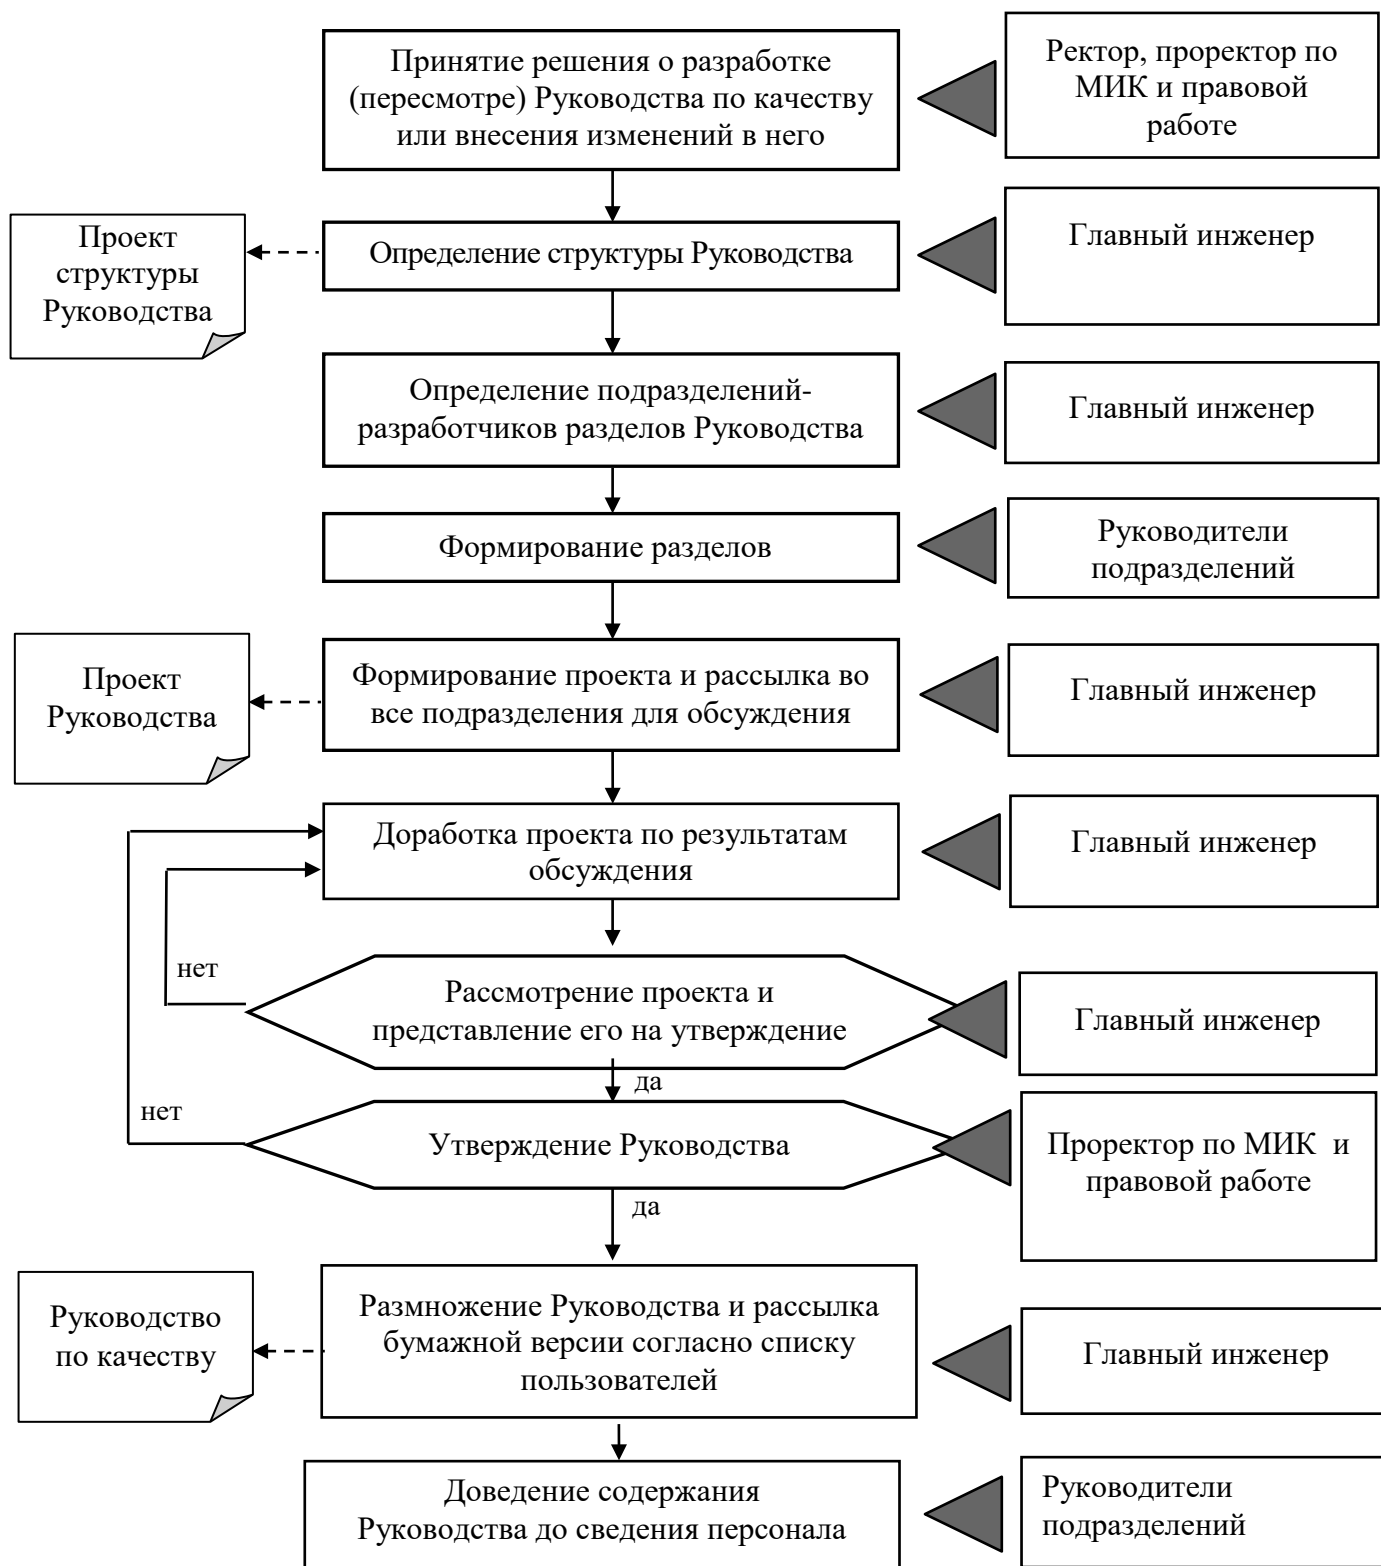 Принятие решения о разработке
(пересмотре) Руководства по качеству
или внесения изменений в него
Ректор, проректор по
МИК и правовой
работе
Проект
структуры
Руководства
Определение структуры Руководства
Главный инженер
Определение подразделений-
разработчиков разделов Руководства
Главный инженер
Формирование разделов
Руководители
подразделений
Проект
Руководства
Формирование проекта и рассылка во
все подразделения для обсуждения
Главный инженер
Доработка проекта по результатам
обсуждения
Главный инженер
нет
Рассмотрение проекта и
представление его на утверждение
Главный инженер
да
нет
Утверждение Руководства
Проректор по МИК  и
правовой работе
да
Руководство
по качеству
Размножение Руководства и рассылка
бумажной версии согласно списку
пользователей
Главный инженер
Доведение содержания
Руководства до сведения персонала
Руководители
подразделений